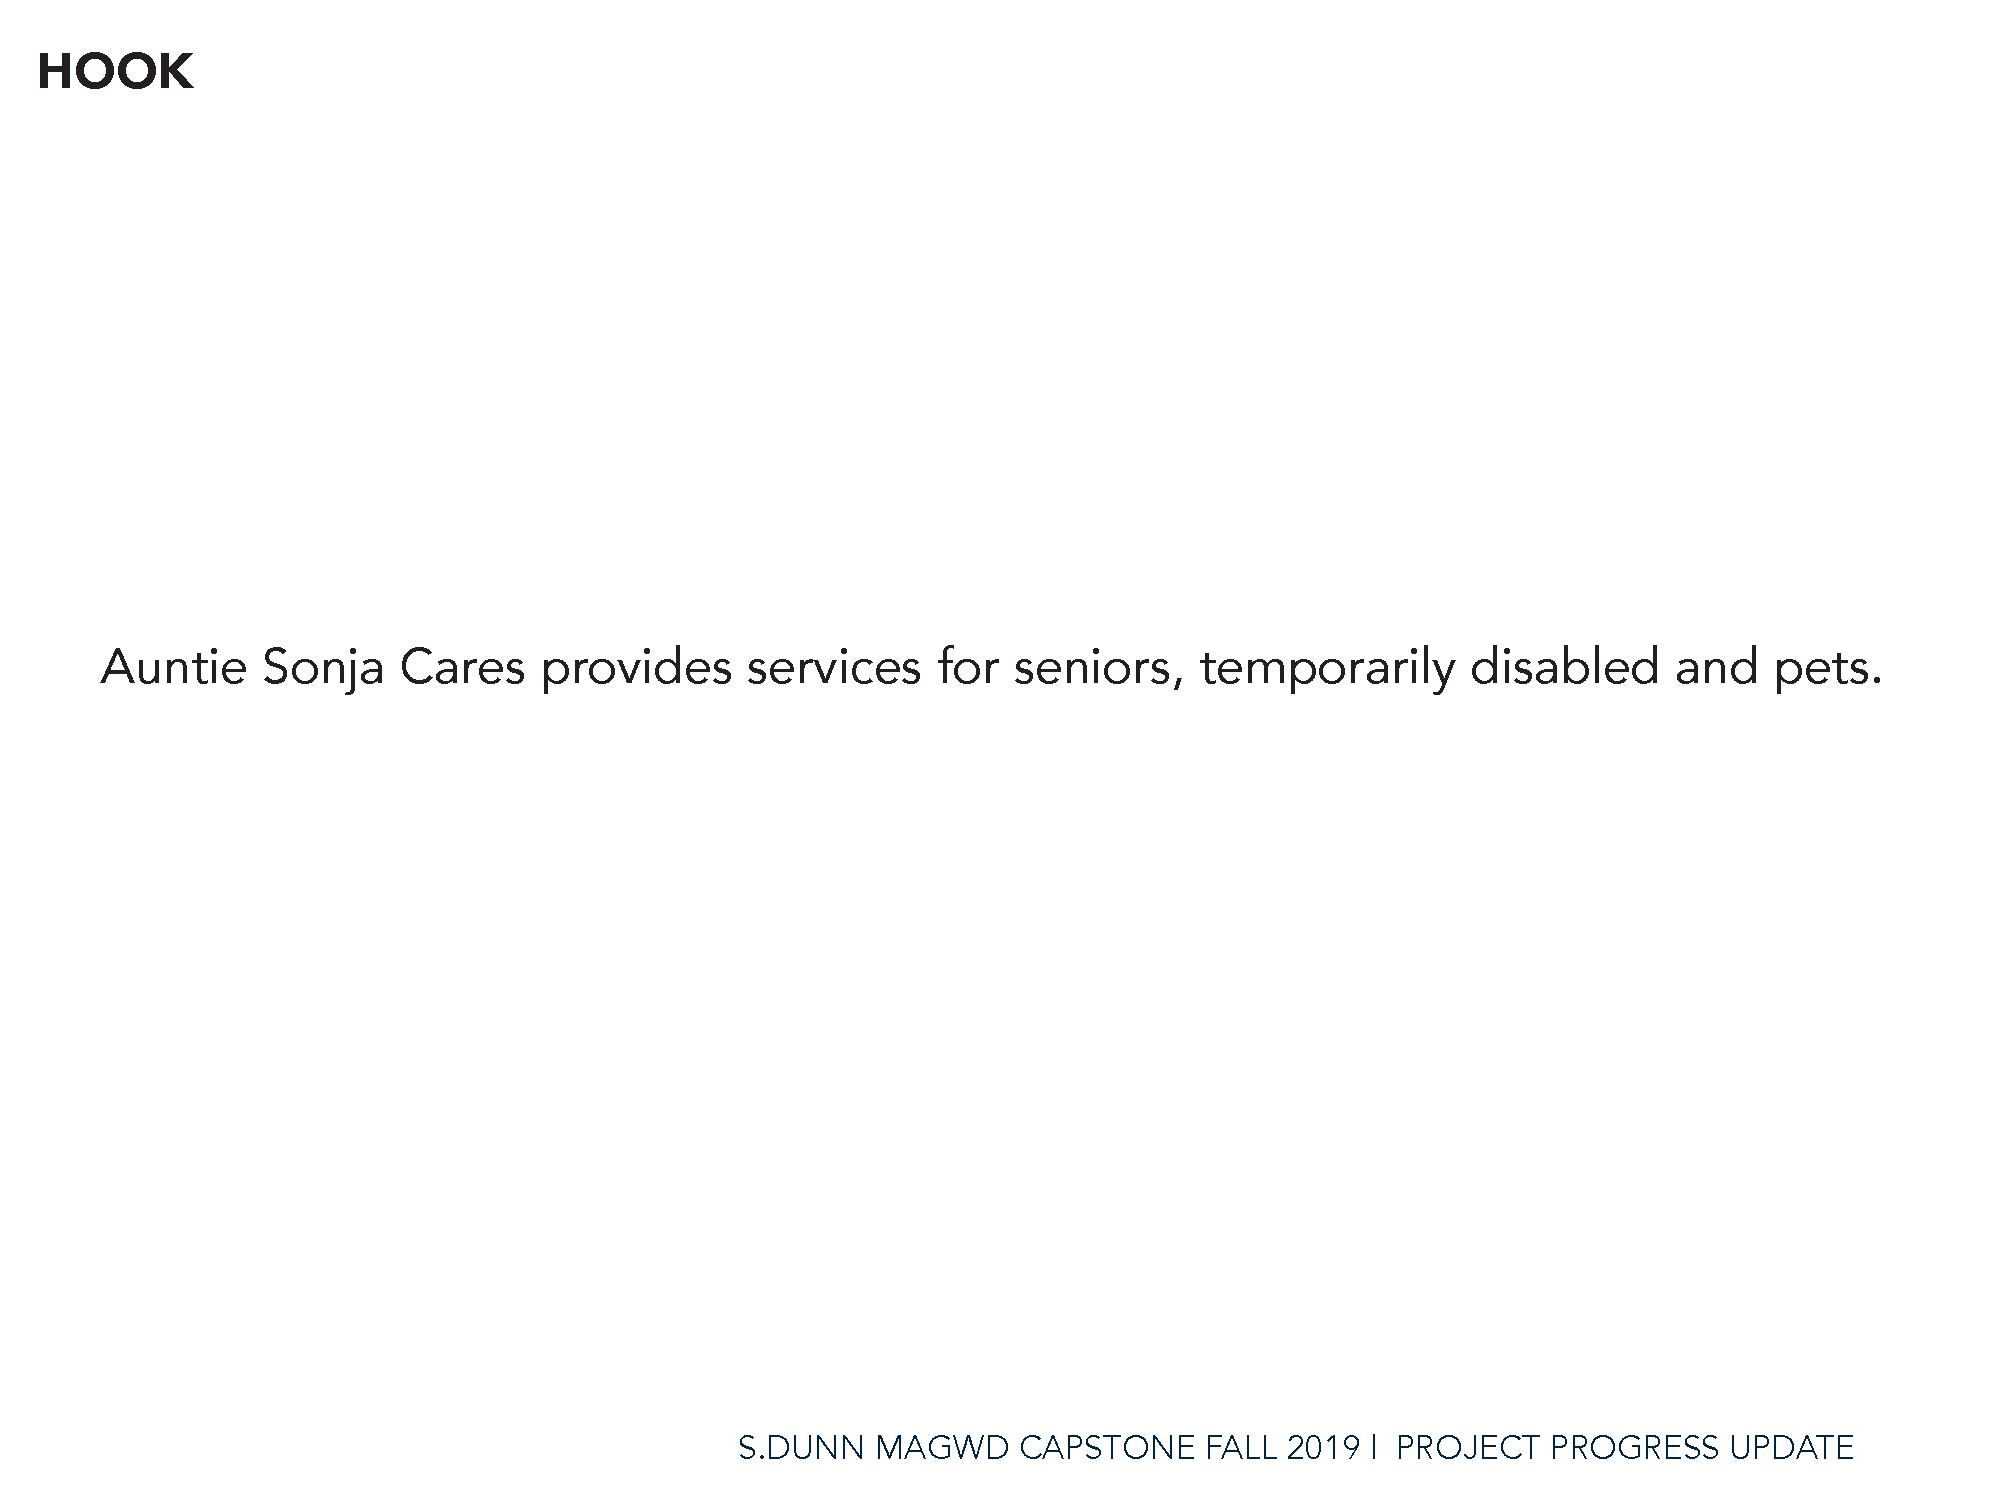 HOOK
Auntie Sonja Cares provides services for seniors, temporarily disabled and pets.
S.DUNN MAGWD CAPSTONE FALL 2019 | PROJECT PROGRESS UPDATE